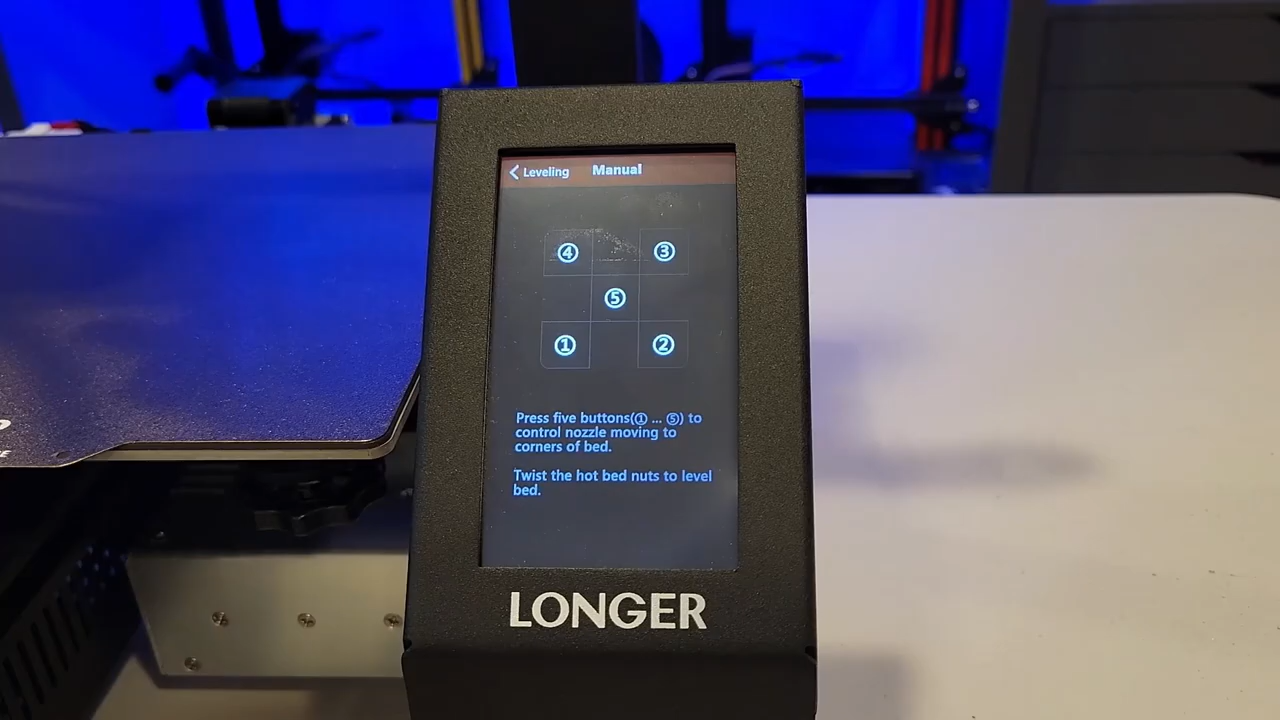 Leveling Manual
④ ③
⑤
① ②
Press five buttons(① ... ⑤) to
control nozzle moving to
corners of bed.
Twist the hot bed nuts to level
bed.
LONGER